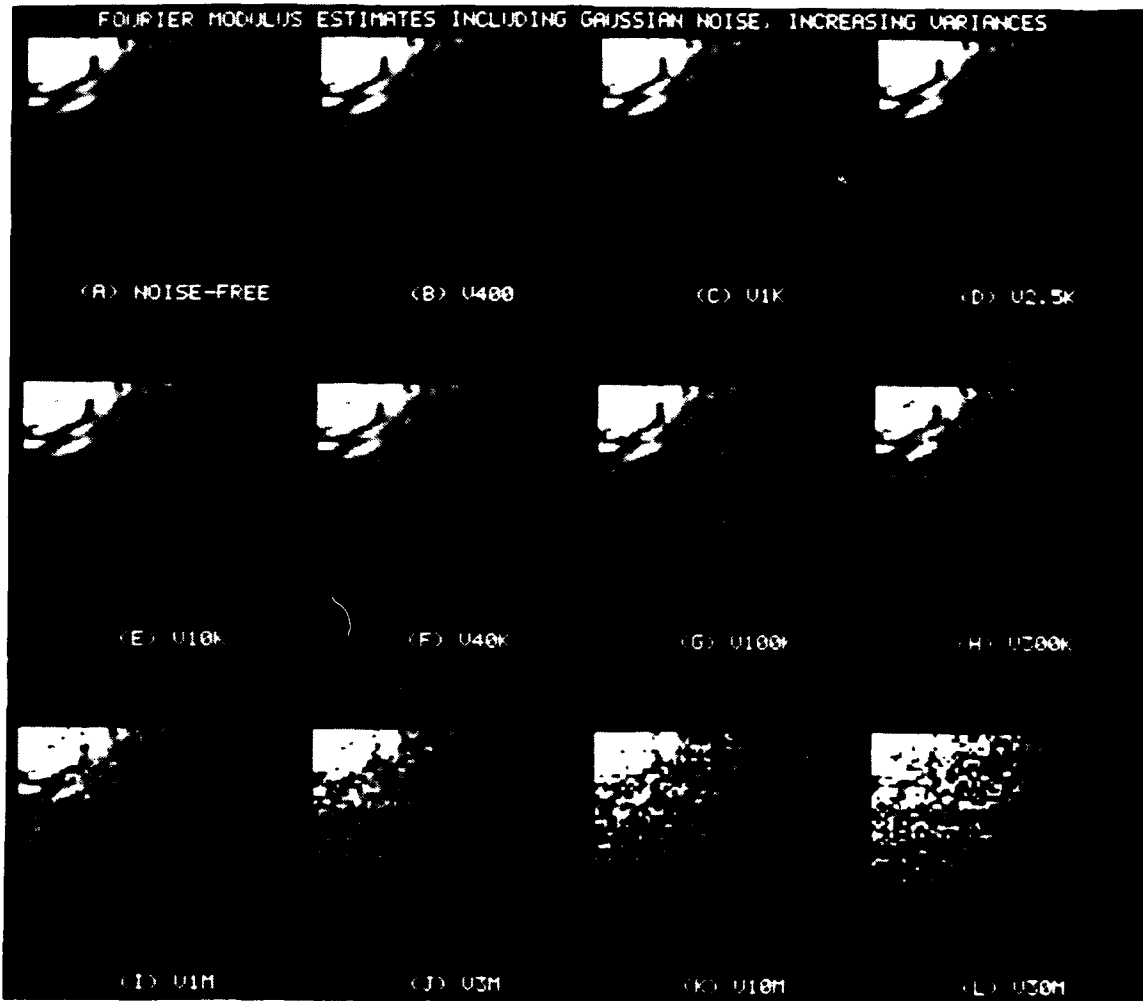 FOURIER MODULUS ESTIMATES INCLUDING GAUSSIAN NOISE, INCREASING VARIANCES
(A) NOISE-FREE
(B) V400
(C) V1K
(D) V2.5K
(E) V10K
(F) V40K
(G) V100K
(H) V300K
(I) V1M
(J) V3M
(K) V10M
(L) V30M